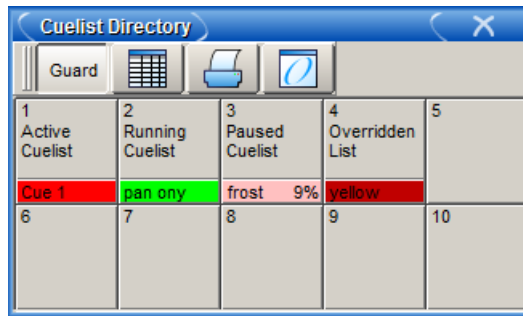 Cuelist Directory
Guard
1 2 3 4 5
Active Running Paused Overridden
Cuelist Cuelist Cuelist List
Cue 1 pan ony frost 9% yellow
6 7 8 9 10